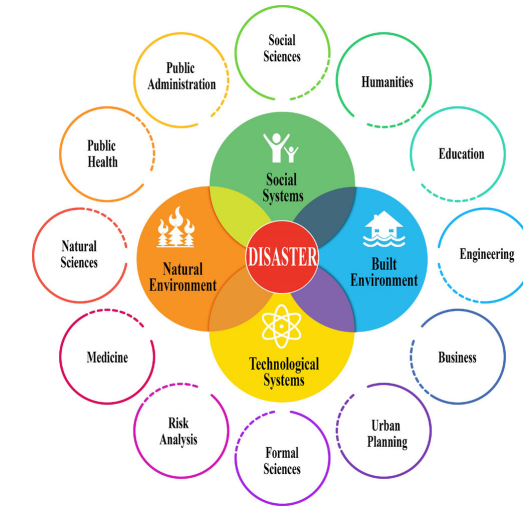 Social
Sciences
Public
Administration
Humanities
Public
Health
Education
Social
Systems
Natural
Sciences
Natural
Environment
DISASTER
Built
Environment
Engineering
Medicine
Technological
Systems
Business
Risk
Analysis
Urban
Planning
Formal
Sciences